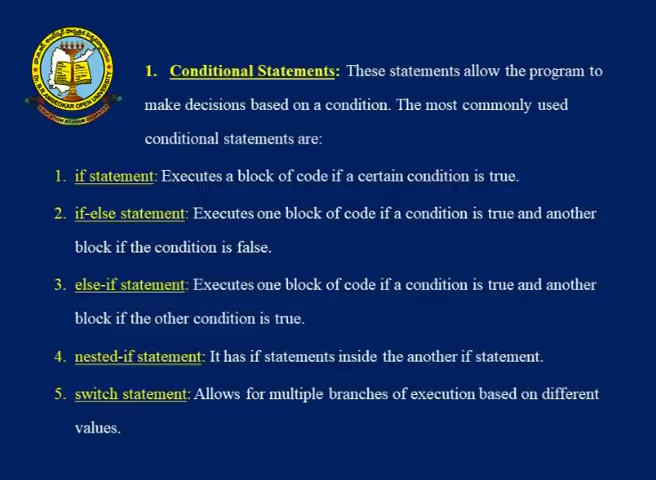 1. Conditional Statements: These statements allow the program to
make decisions based on a condition. The most commonly used
conditional statements are:
1. if statement: Executes a block of code if a certain condition is true.
2. if-else statement: Executes one block of code if a condition is true and another
block if the condition is false.
3. else-if statement: Executes one block of code if a condition is true and another
block if the other condition is true.
4. nested-if statement: It has if statements inside the another if statement.
5. switch statement: Allows for multiple branches of execution based on different
values.